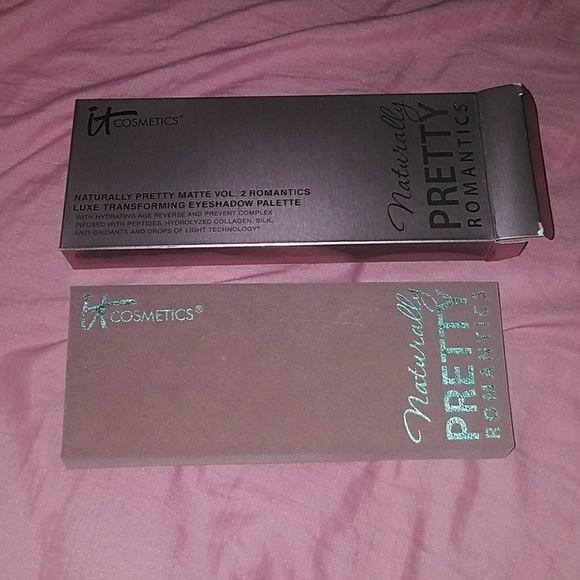 it COSMETICS®
NATURALLY PRETTY MATTE VOL. 2 ROMANTICS
LUXE TRANSFORMING EYESHADOW PALETTE
WITH HYDRATING AGE REVERSE AND PREVENT COMPLEX
INFUSED WITH PEPTIDES, HYDROLYZED COLLAGEN, SILK,
ANTI-OXIDANTS AND DROPS OF LIGHT TECHNOLOGY®
Naturally
PRETTY
ROMANTICS
it COSMETICS®
Naturally
PRETTY
ROMANTICS